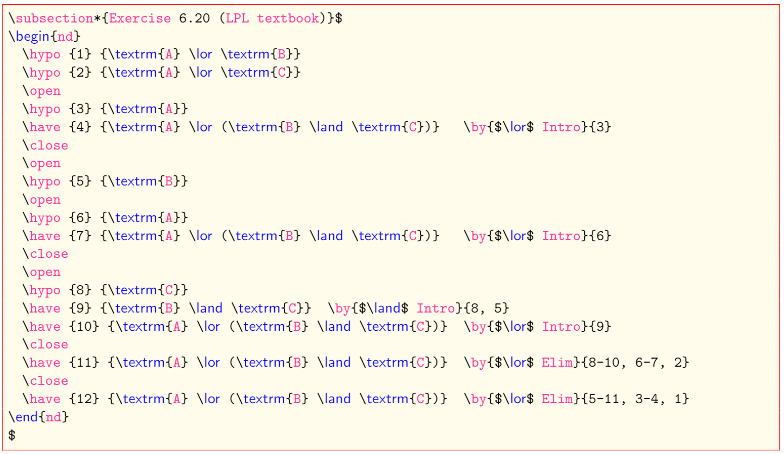 \subsection*{Exercise 6.20 (LPL textbook)}$
\begin{nd}
\hypo {1} {\textrm{A} \lor \textrm{B}}
\hypo {2} {\textrm{A} \lor \textrm{C}}
\open
\hypo {3} {\textrm{A}}
\have {4} {\textrm{A} \lor (\textrm{B} \land \textrm{C})} \by{$\lor$ Intro}{3}
\close
\open
\hypo {5} {\textrm{B}}
\open
\hypo {6} {\textrm{A}}
\have {7} {\textrm{A} \lor (\textrm{B} \land \textrm{C})} \by{$\lor$ Intro}{6}
\close
\open
\hypo {8} {\textrm{C}}
\have {9} {\textrm{B} \land \textrm{C}} \by{$\land$ Intro}{8, 5}
\have {10} {\textrm{A} \lor (\textrm{B} \land \textrm{C})} \by{$\lor$ Intro}{9}
\close
\have {11} {\textrm{A} \lor (\textrm{B} \land \textrm{C})} \by{$\lor$ Elim}{8-10, 6-7, 2}
\close
\have {12} {\textrm{A} \lor (\textrm{B} \land \textrm{C})} \by{$\lor$ Elim}{5-11, 3-4, 1}
\end{nd}
$